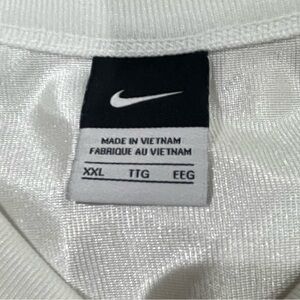 MADE IN VIETNAM
FABRIQUE AU VIETNAM
XXL TTG EEG